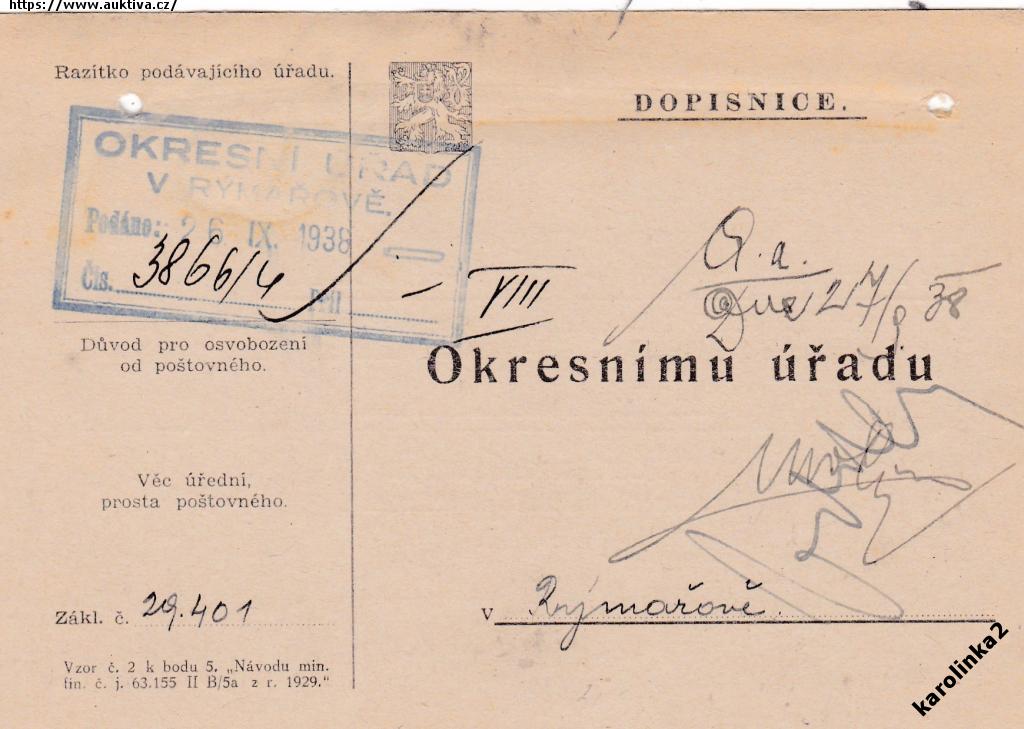 https://www.auktiva.cz/
Razítko podávajícího úřadu.
DOPISNICE.
OKRESNÍ ÚŘAD
V RÝMAŘOVĚ.
Podáno: 26 IX. 1938
Čís. 3866/4 Příl
– VIII
a. a.
Důvod pro osvobození
od poštovného.
Okresnímu úřadu
Věc úřední,
prosta poštovného.
Zákl. č. 29.401
v Rýmařově.
Vzor č. 2 k bodu 5. „Návodu min.
fin. č. j. 63.155 II B/5a z r. 1929."
karolinka2